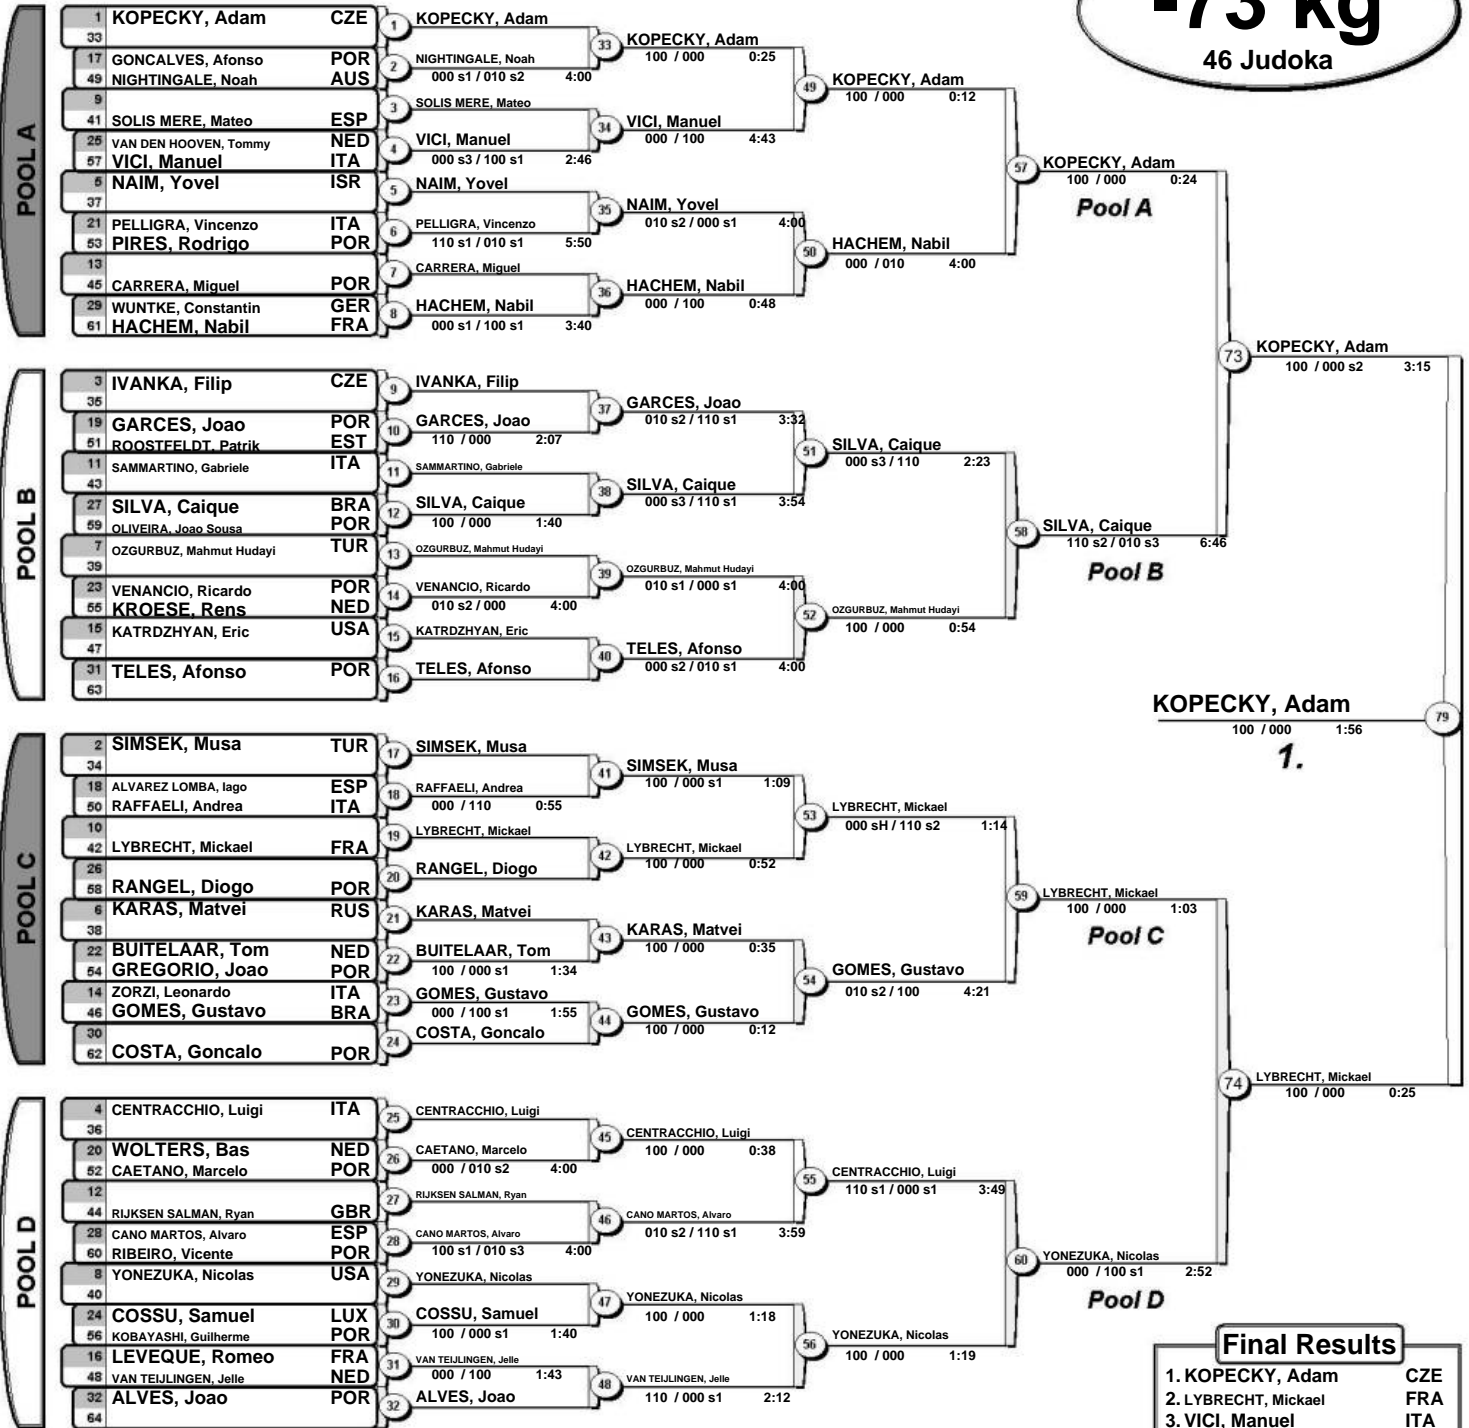 -73 kg
46 Judoka
POOL A
1 KOPECKY, Adam CZE
33
17 GONCALVES, Afonso POR
49 NIGHTINGALE, Noah AUS
9
41 SOLIS MERE, Mateo ESP
25 VAN DEN HOOVEN, Tommy NED
57 VICI, Manuel ITA
5 NAIM, Yovel ISR
37
21 PELLIGRA, Vincenzo ITA
53 PIRES, Rodrigo POR
13
45 CARRERA, Miguel POR
29 WUNTKE, Constantin GER
61 HACHEM, Nabil FRA
1 KOPECKY, Adam
2 NIGHTINGALE, Noah
000 s1 / 010 s2 4:00
3 SOLIS MERE, Mateo
4 VICI, Manuel
000 s3 / 100 s1 2:46
5 NAIM, Yovel
6 PELLIGRA, Vincenzo
110 s1 / 010 s1 5:50
7 CARRERA, Miguel
8 HACHEM, Nabil
000 s1 / 100 s1 3:40
33 KOPECKY, Adam
100 / 000 0:25
34 VICI, Manuel
000 / 100 4:43
35 NAIM, Yovel
010 s2 / 000 s1 4:00
36 HACHEM, Nabil
000 / 100 0:48
49 KOPECKY, Adam
100 / 000 0:12
50 HACHEM, Nabil
000 / 010 4:00
57 KOPECKY, Adam
100 / 000 0:24
Pool A
POOL B
3 IVANKA, Filip CZE
35
19 GARCES, Joao POR
51 ROOSTFELDT, Patrik EST
11 SAMMARTINO, Gabriele ITA
43
27 SILVA, Caique BRA
59 OLIVEIRA, Joao Sousa POR
7 OZGURBUZ, Mahmut Hudayi TUR
39
23 VENANCIO, Ricardo POR
55 KROESE, Rens NED
15 KATRDZHYAN, Eric USA
47
31 TELES, Afonso POR
63
9 IVANKA, Filip
10 GARCES, Joao
110 / 000 2:07
11 SAMMARTINO, Gabriele
12 SILVA, Caique
100 / 000 1:40
13 OZGURBUZ, Mahmut Hudayi
14 VENANCIO, Ricardo
010 s2 / 000 4:00
15 KATRDZHYAN, Eric
16 TELES, Afonso
37 GARCES, Joao
010 s2 / 110 s1 3:32
38 SILVA, Caique
000 s3 / 110 s1 3:54
39 OZGURBUZ, Mahmut Hudayi
010 s1 / 000 s1 4:00
40 TELES, Afonso
000 s2 / 010 s1 4:00
51 SILVA, Caique
000 s3 / 110 2:23
52 OZGURBUZ, Mahmut Hudayi
100 / 000 0:54
58 SILVA, Caique
110 s2 / 010 s3 6:46
Pool B
73 KOPECKY, Adam
100 / 000 s2 3:15
KOPECKY, Adam 79
100 / 000 1:56
1.
POOL C
2 SIMSEK, Musa TUR
34
18 ALVAREZ LOMBA, Iago ESP
50 RAFFAELI, Andrea ITA
10
42 LYBRECHT, Mickael FRA
26
58 RANGEL, Diogo POR
6 KARAS, Matvei RUS
38
22 BUITELAAR, Tom NED
54 GREGORIO, Joao POR
14 ZORZI, Leonardo ITA
46 GOMES, Gustavo BRA
30
62 COSTA, Goncalo POR
17 SIMSEK, Musa
18 RAFFAELI, Andrea
000 / 110 0:55
19 LYBRECHT, Mickael
20 RANGEL, Diogo
21 KARAS, Matvei
22 BUITELAAR, Tom
100 / 000 s1 1:34
23 GOMES, Gustavo
000 / 100 s1 1:55
24 COSTA, Goncalo
41 SIMSEK, Musa
100 / 000 s1 1:09
42 LYBRECHT, Mickael
100 / 000 0:52
43 KARAS, Matvei
100 / 000 0:35
44 GOMES, Gustavo
100 / 000 0:12
53 LYBRECHT, Mickael
000 sH / 110 s2 1:14
54 GOMES, Gustavo
010 s2 / 100 4:21
59 LYBRECHT, Mickael
100 / 000 1:03
Pool C
POOL D
4 CENTRACCHIO, Luigi ITA
36
20 WOLTERS, Bas NED
52 CAETANO, Marcelo POR
12
44 RIJKSEN SALMAN, Ryan GBR
28 CANO MARTOS, Alvaro ESP
60 RIBEIRO, Vicente POR
8 YONEZUKA, Nicolas USA
40
24 COSSU, Samuel LUX
56 KOBAYASHI, Guilherme POR
16 LEVEQUE, Romeo FRA
48 VAN TEIJLINGEN, Jelle NED
32 ALVES, Joao POR
64
25 CENTRACCHIO, Luigi
26 CAETANO, Marcelo
000 / 010 s2 4:00
27 RIJKSEN SALMAN, Ryan
28 CANO MARTOS, Alvaro
100 s1 / 010 s3 4:00
29 YONEZUKA, Nicolas
30 COSSU, Samuel
100 / 000 s1 1:40
31 VAN TEIJLINGEN, Jelle
000 / 100 1:43
32 ALVES, Joao
45 CENTRACCHIO, Luigi
100 / 000 0:38
46 CANO MARTOS, Alvaro
010 s2 / 110 s1 3:59
47 YONEZUKA, Nicolas
100 / 000 1:18
48 VAN TEIJLINGEN, Jelle
110 / 000 s1 2:12
55 CENTRACCHIO, Luigi
110 s1 / 000 s1 3:49
56 YONEZUKA, Nicolas
100 / 000 1:19
60 YONEZUKA, Nicolas
000 / 100 s1 2:52
Pool D
74 LYBRECHT, Mickael
100 / 000 0:25
Final Results
1. KOPECKY, Adam CZE
2. LYBRECHT, Mickael FRA
3. VICI, Manuel ITA